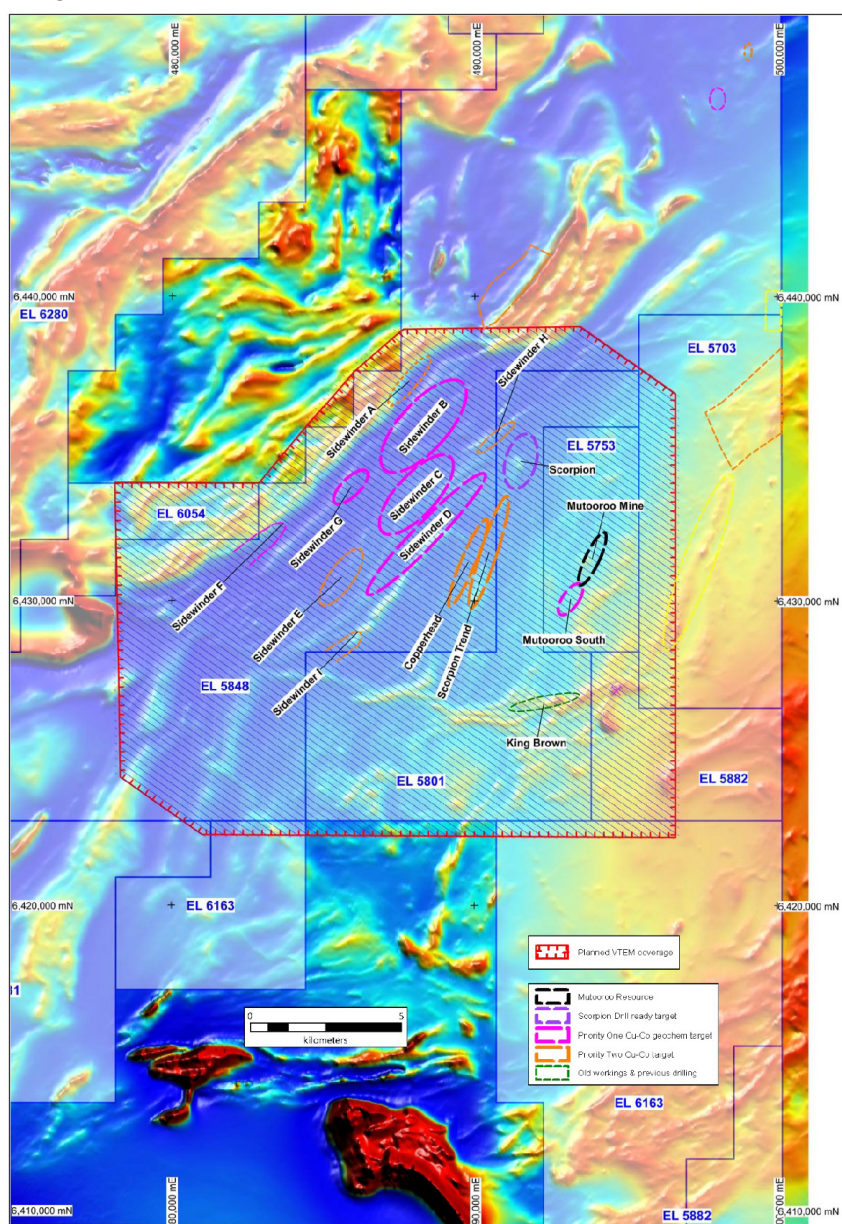 480,000 mE
490,000 mE
500,000 mE
6,440,000 mN
6,440,000 mN
EL 6280
EL 5703
Sidewinder H
Sidewinder A
Sidewinder B
EL 5753
Scorpion
Sidewinder C
Mutooroo Mine
EL 6054
Sidewinder G
Sidewinder D
6,430,000 mN
6,430,000 mN
Sidewinder F
Sidewinder E
Copperhead
Scorpion Trend
Mutooroo South
Sidewinder I
EL 5848
King Brown
EL 5801
EL 5882
6,420,000 mN
EL 6163
6,420,000 mN
Planned VTEM coverage
0 5
kilometers
Mutooroo Resource
Scorpion Drill ready target
Priority One Cu-Co geochem target
Priority Two Cu-Co target
Old workings & previous drilling
EL 6163
6,410,000 mN
EL 5882
6,410,000 mN